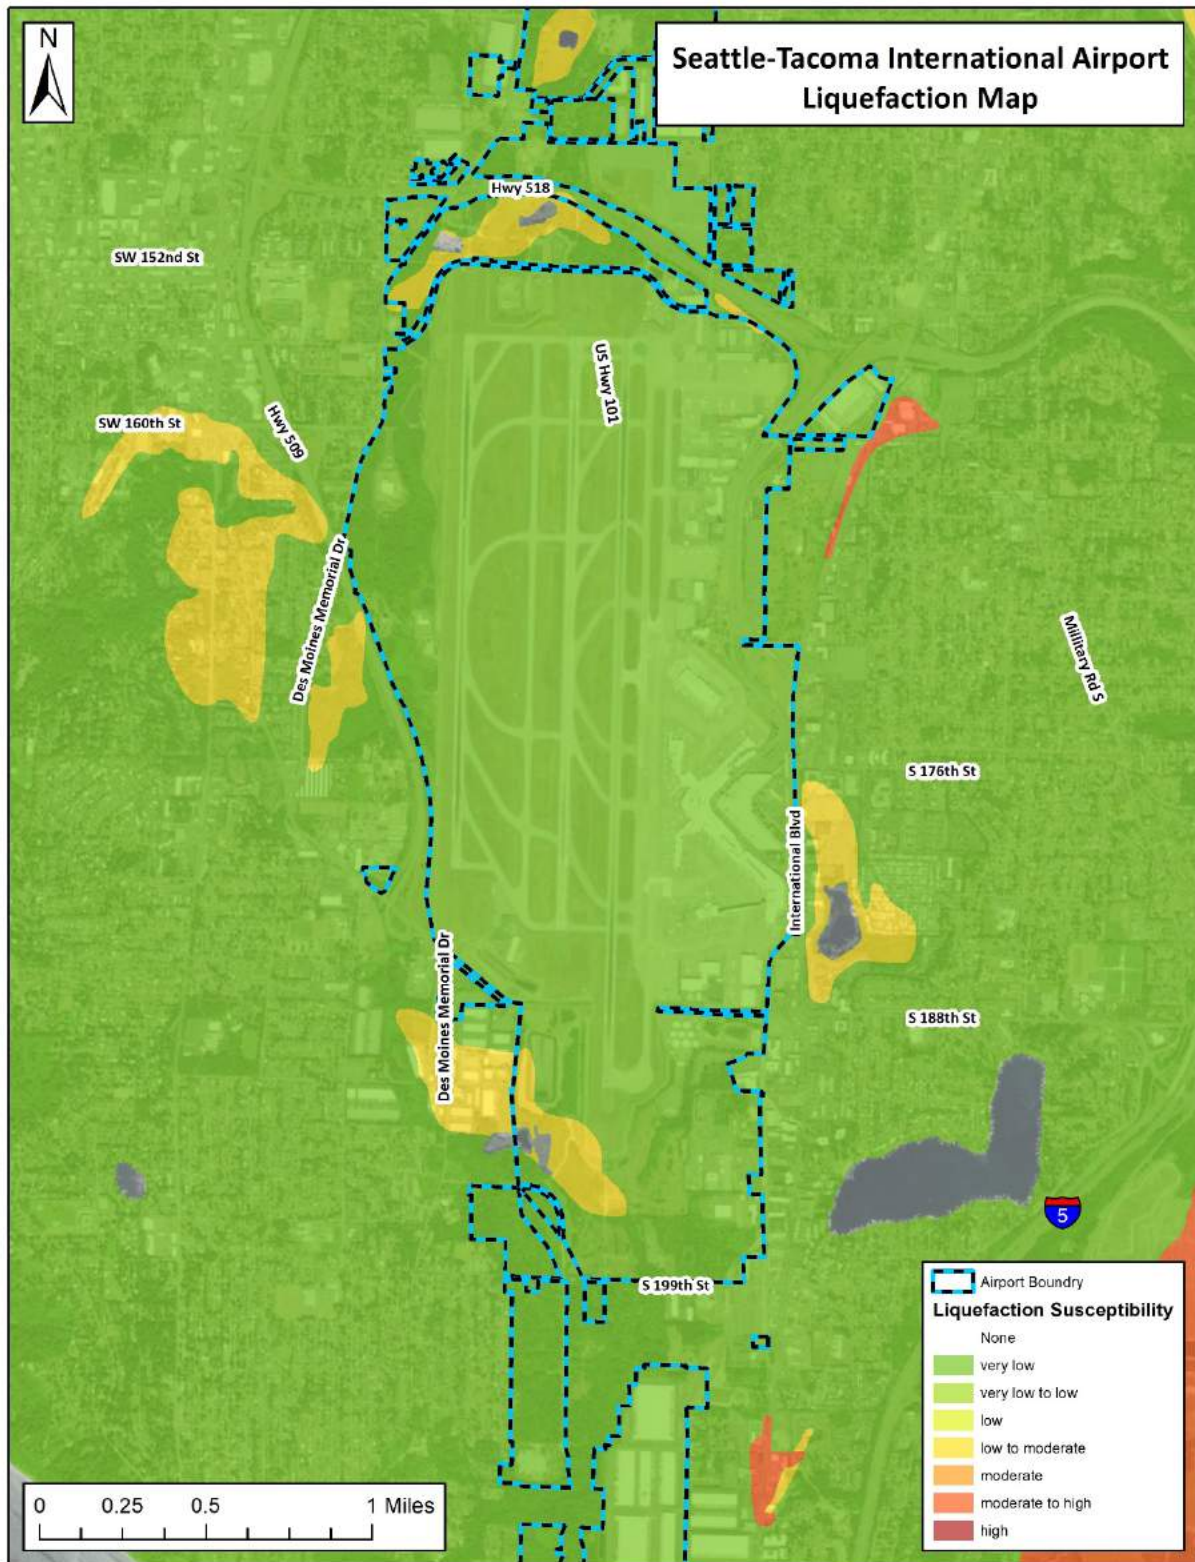 N
Seattle-Tacoma International Airport
Liquefaction Map
Hwy 518
SW 152nd St
US Hwy 101
SW 160th St
Hwy 509
Des Moines Memorial Dr
Millitary Rd S
S 176th St
International Blvd
Des Moines Memorial Dr
S 188th St
5
S 199th St
Airport Boundry
Liquefaction Susceptibility
None
very low
very low to low
low
low to moderate
moderate
moderate to high
high
0 0.25 0.5 1 Miles